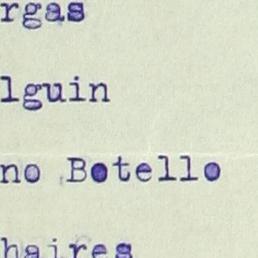 rgas
lguin
no Botello
haires